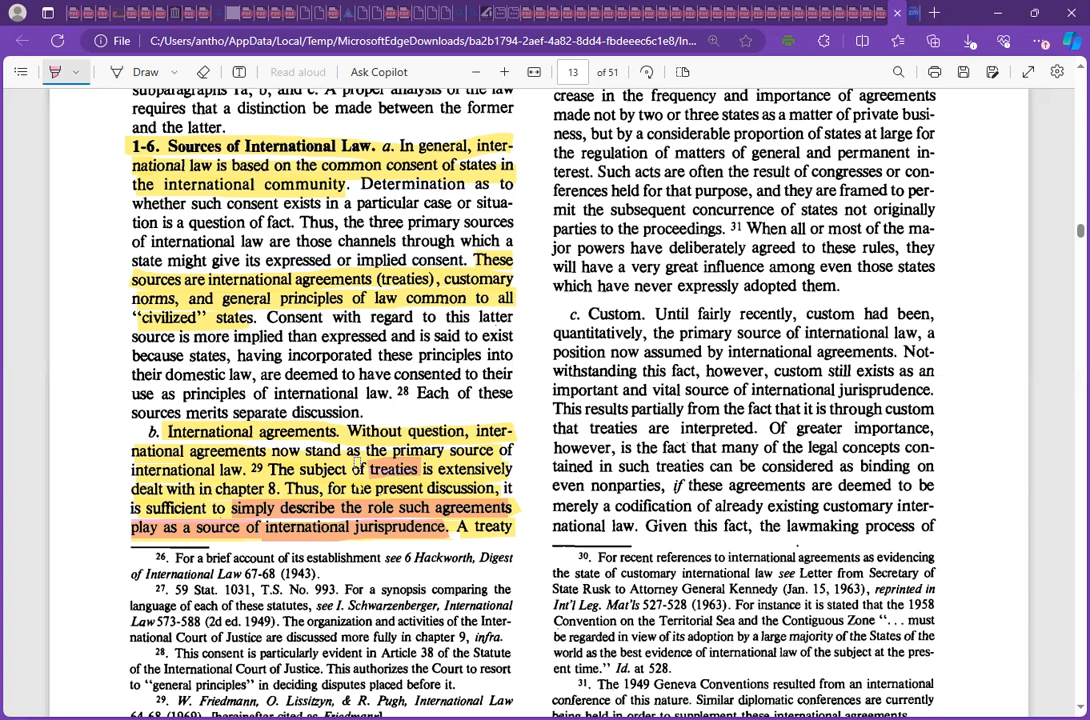 File
C:/Users/antho/AppData/Local/Temp/MicrosoftEdgeDownloads/ba2b1794-2aef-4a82-8dd4-fbdeeec6c1e8/In...
Draw
Read aloud
Ask Copilot
13 of 51
subparagraphs 1a, b, and c. A proper analysis of the law
requires that a distinction be made between the former
and the latter.
1-6. Sources of International Law. a. In general, inter-
national law is based on the common consent of states in
the international community. Determination as to
whether such consent exists in a particular case or situa-
tion is a question of fact. Thus, the three primary sources
of international law are those channels through which a
state might give its expressed or implied consent. These
sources are international agreements (treaties), customary
norms, and general principles of law common to all
“civilized” states. Consent with regard to this latter
source is more implied than expressed and is said to exist
because states, having incorporated these principles into
their domestic law, are deemed to have consented to their
use as principles of international law. 28 Each of these
sources merits separate discussion.
b. International agreements. Without question, inter-
national agreements now stand as the primary source of
international law. 29 The subject of treaties is extensively
dealt with in chapter 8. Thus, for the present discussion, it
is sufficient to simply describe the role such agreements
play as a source of international jurisprudence. A treaty
26. For a brief account of its establishment see 6 Hackworth, Digest
of International Law 67-68 (1943).
27. 59 Stat. 1031, T.S. No. 993. For a synopsis comparing the
language of each of these statutes, see I. Schwarzenberger, International
Law 573-588 (2d ed. 1949). The organization and activities of the Inter-
national Court of Justice are discussed more fully in chapter 9, infra.
28. This consent is particularly evident in Article 38 of the Statute
of the International Court of Justice. This authorizes the Court to resort
to “general principles” in deciding disputes placed before it.
29. W. Friedmann, O. Lissitzyn, & R. Pugh, International Law
64-68 (1969) [hereinafter cited as Friedmann]
crease in the frequency and importance of agreements
made not by two or three states as a matter of private busi-
ness, but by a considerable proportion of states at large for
the regulation of matters of general and permanent in-
terest. Such acts are often the result of congresses or con-
ferences held for that purpose, and they are framed to per-
mit the subsequent concurrence of states not originally
parties to the proceedings. 31 When all or most of the ma-
jor powers have deliberately agreed to these rules, they
will have a very great influence among even those states
which have never expressly adopted them.
c. Custom. Until fairly recently, custom had been,
quantitatively, the primary source of international law, a
position now assumed by international agreements. Not-
withstanding this fact, however, custom still exists as an
important and vital source of international jurisprudence.
This results partially from the fact that it is through custom
that treaties are interpreted. Of greater importance,
however, is the fact that many of the legal concepts con-
tained in such treaties can be considered as binding on
even nonparties, if these agreements are deemed to be
merely a codification of already existing customary inter-
national law. Given this fact, the lawmaking process of
30. For recent references to international agreements as evidencing
the state of customary international law see Letter from Secretary of
State Rusk to Attorney General Kennedy (Jan. 15, 1963), reprinted in
Int'l Leg. Mat'ls 527-528 (1963). For instance it is stated that the 1958
Convention on the Territorial Sea and the Contiguous Zone “. . . must
be regarded in view of its adoption by a large majority of the States of the
world as the best evidence of international law of the subject at the pres-
ent time.” Id. at 528.
31. The 1949 Geneva Conventions resulted from an international
conference of this nature. Similar diplomatic conferences are currently
being held in order to supplement these international agreements.